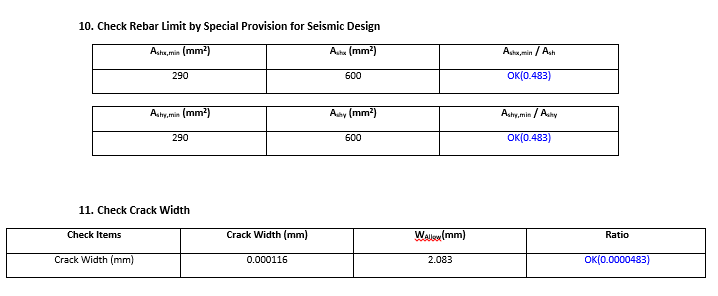 10. Check Rebar Limit by Special Provision for Seismic Design
Ashx,min (mm²) Ashx (mm²) Ashx,min / Ash
290 600 OK(0.483)
Ashy,min (mm²) Ashy (mm²) Ashy,min / Ashy
290 600 OK(0.483)
11. Check Crack Width
Check Items Crack Width (mm) WAllow(mm) Ratio
Crack Width (mm) 0.000116 2.083 OK(0.0000483)